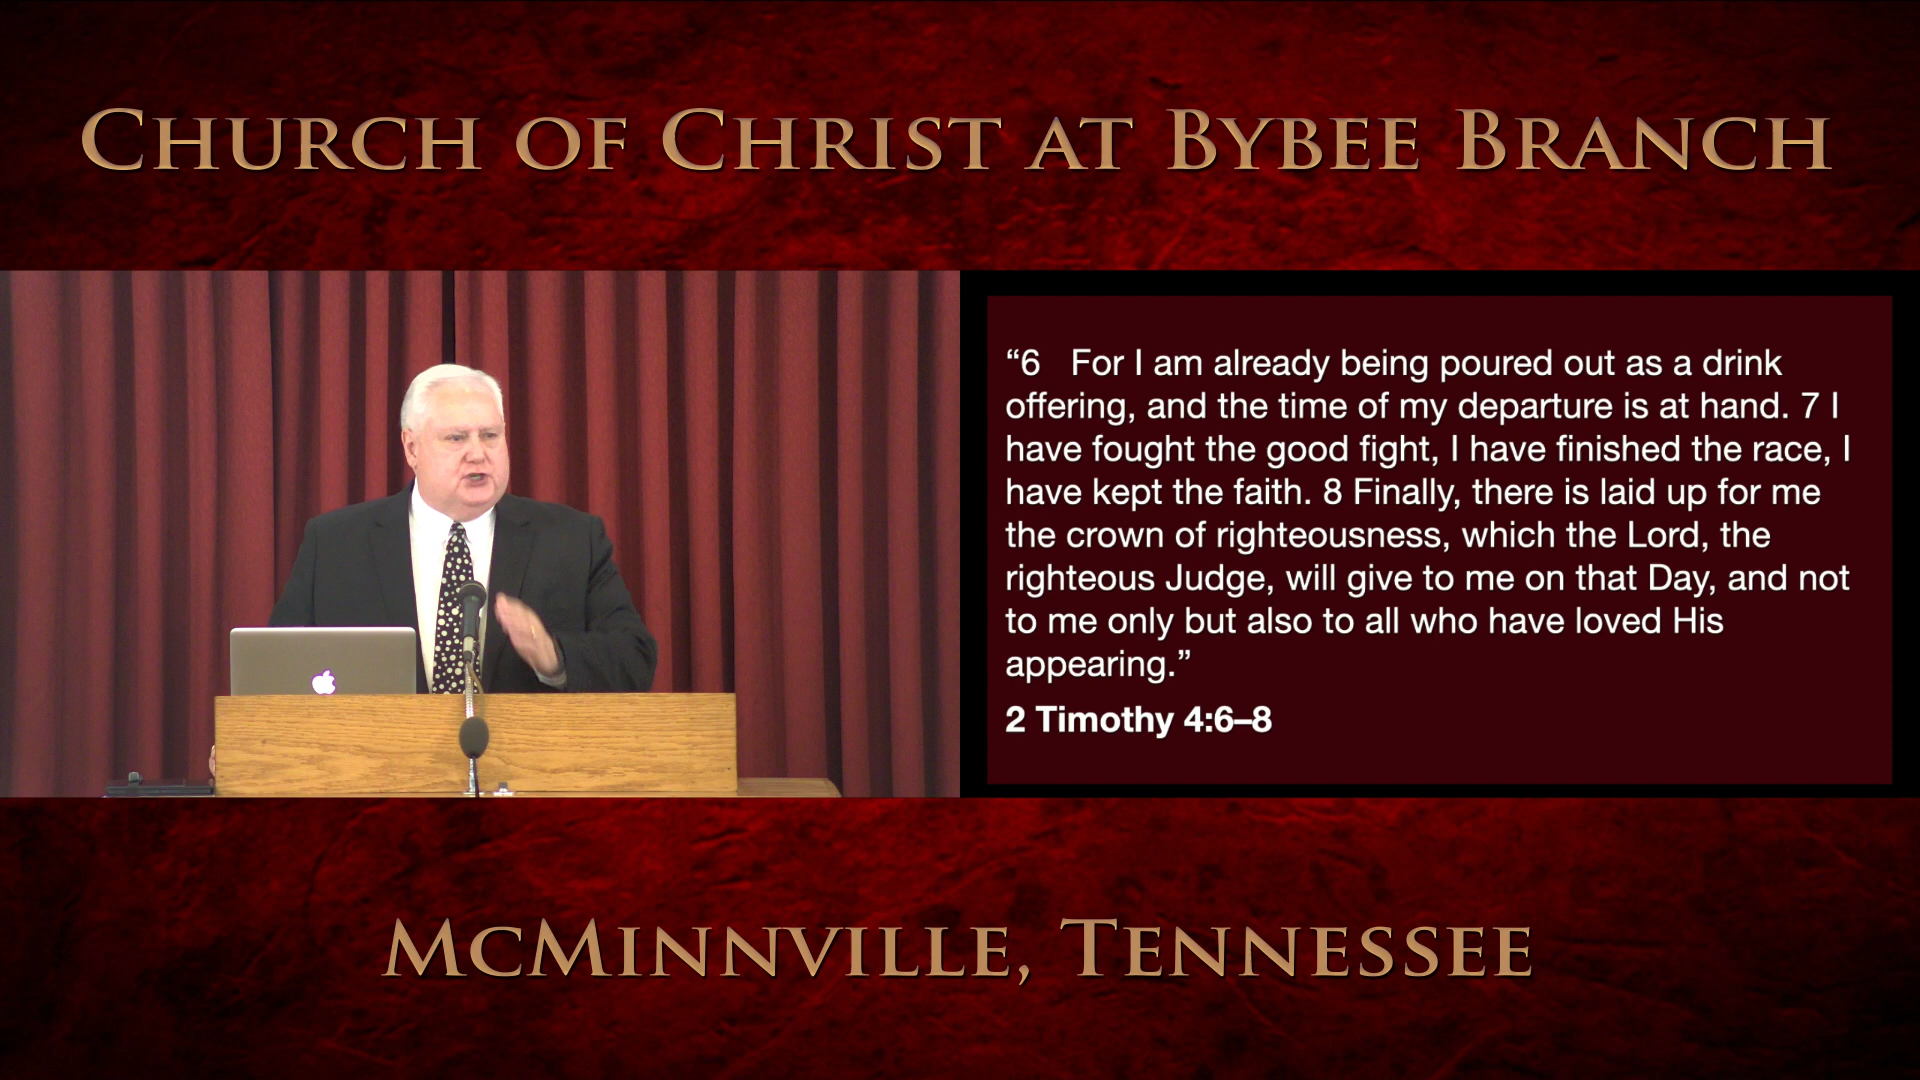 CHURCH OF CHRIST AT BYBEE BRANCH
“6 For I am already being poured out as a drink
offering, and the time of my departure is at hand. 7 I
have fought the good fight, I have finished the race, I
have kept the faith. 8 Finally, there is laid up for me
the crown of righteousness, which the Lord, the
righteous Judge, will give to me on that Day, and not
to me only but also to all who have loved His
appearing.”
2 Timothy 4:6–8
MCMINNVILLE, TENNESSEE